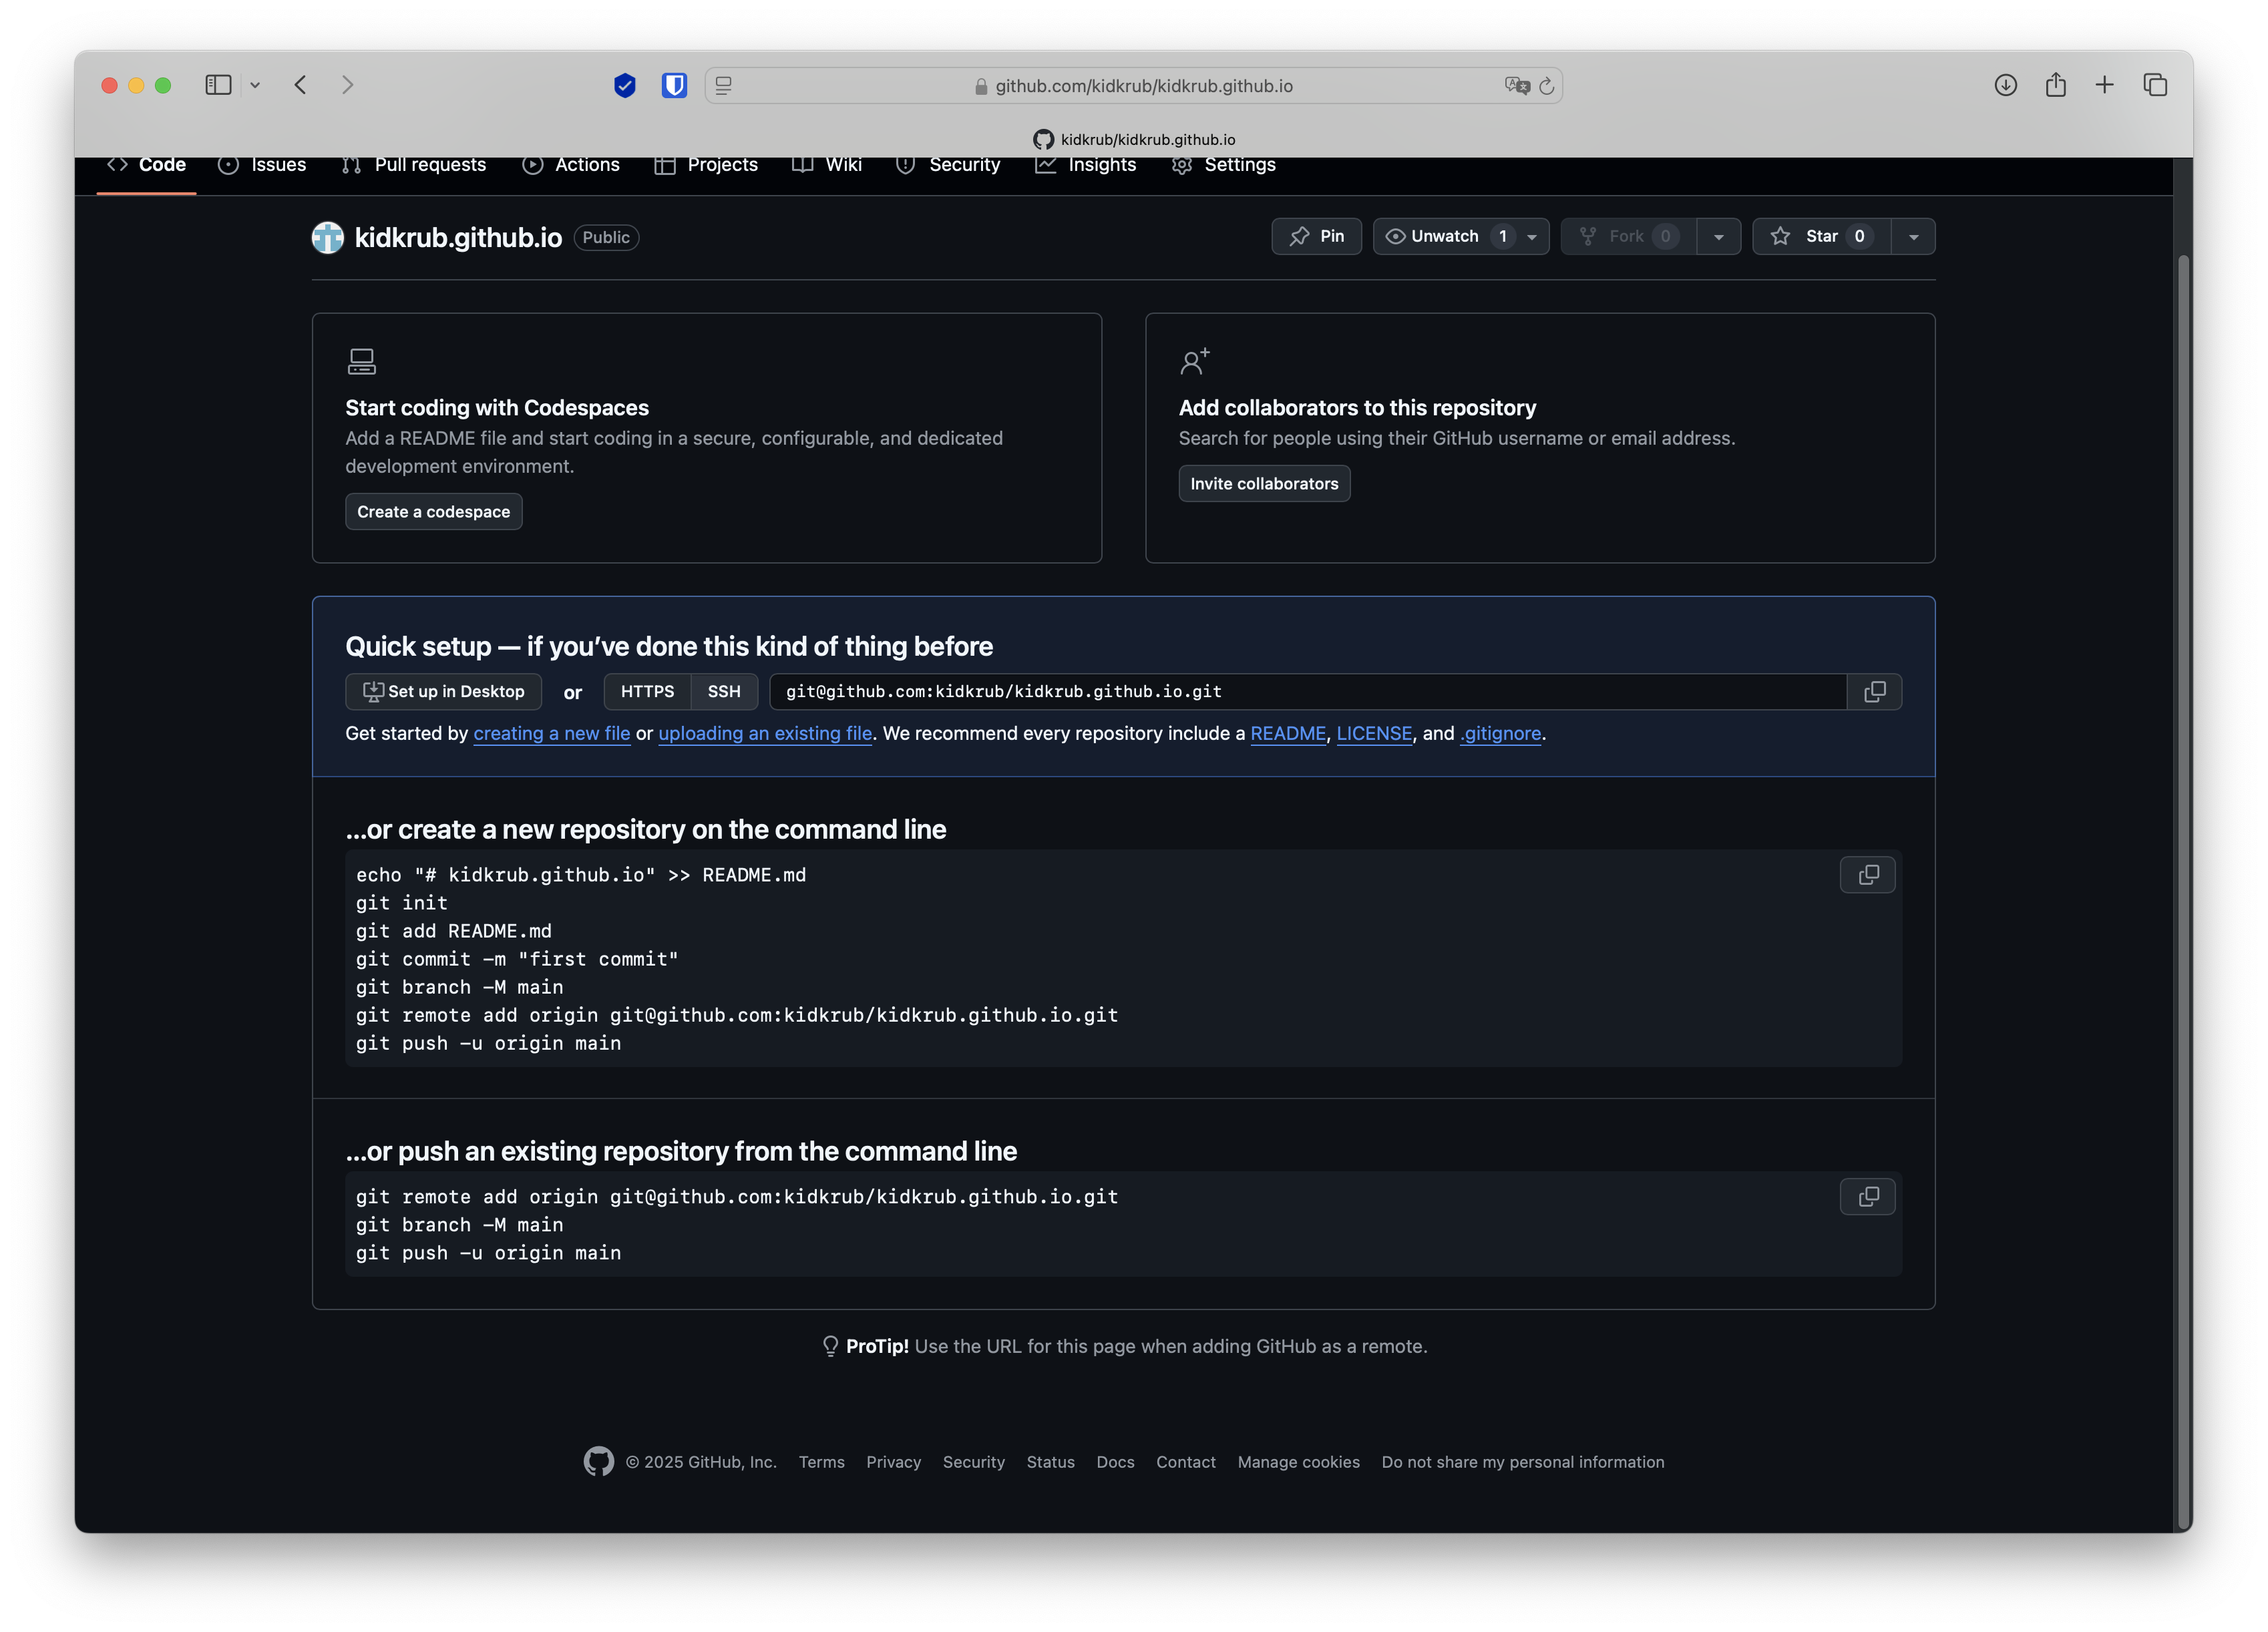 github.com/kidkrub/kidkrub.github.io
kidkrub/kidkrub.github.io
Code Issues Pull requests Actions Projects Wiki Security Insights Settings
kidkrub.github.io Public Pin Unwatch 1 Fork 0 Star 0
Start coding with Codespaces
Add a README file and start coding in a secure, configurable, and dedicated
development environment.
Create a codespace
Add collaborators to this repository
Search for people using their GitHub username or email address.
Invite collaborators
Quick setup — if you’ve done this kind of thing before
Set up in Desktop or HTTPS SSH git@github.com:kidkrub/kidkrub.github.io.git
Get started by creating a new file or uploading an existing file. We recommend every repository include a README, LICENSE, and .gitignore.
…or create a new repository on the command line
echo "# kidkrub.github.io" >> README.md
git init
git add README.md
git commit -m "first commit"
git branch -M main
git remote add origin git@github.com:kidkrub/kidkrub.github.io.git
git push -u origin main
…or push an existing repository from the command line
git remote add origin git@github.com:kidkrub/kidkrub.github.io.git
git branch -M main
git push -u origin main
ProTip! Use the URL for this page when adding GitHub as a remote.
© 2025 GitHub, Inc. Terms Privacy Security Status Docs Contact Manage cookies Do not share my personal information